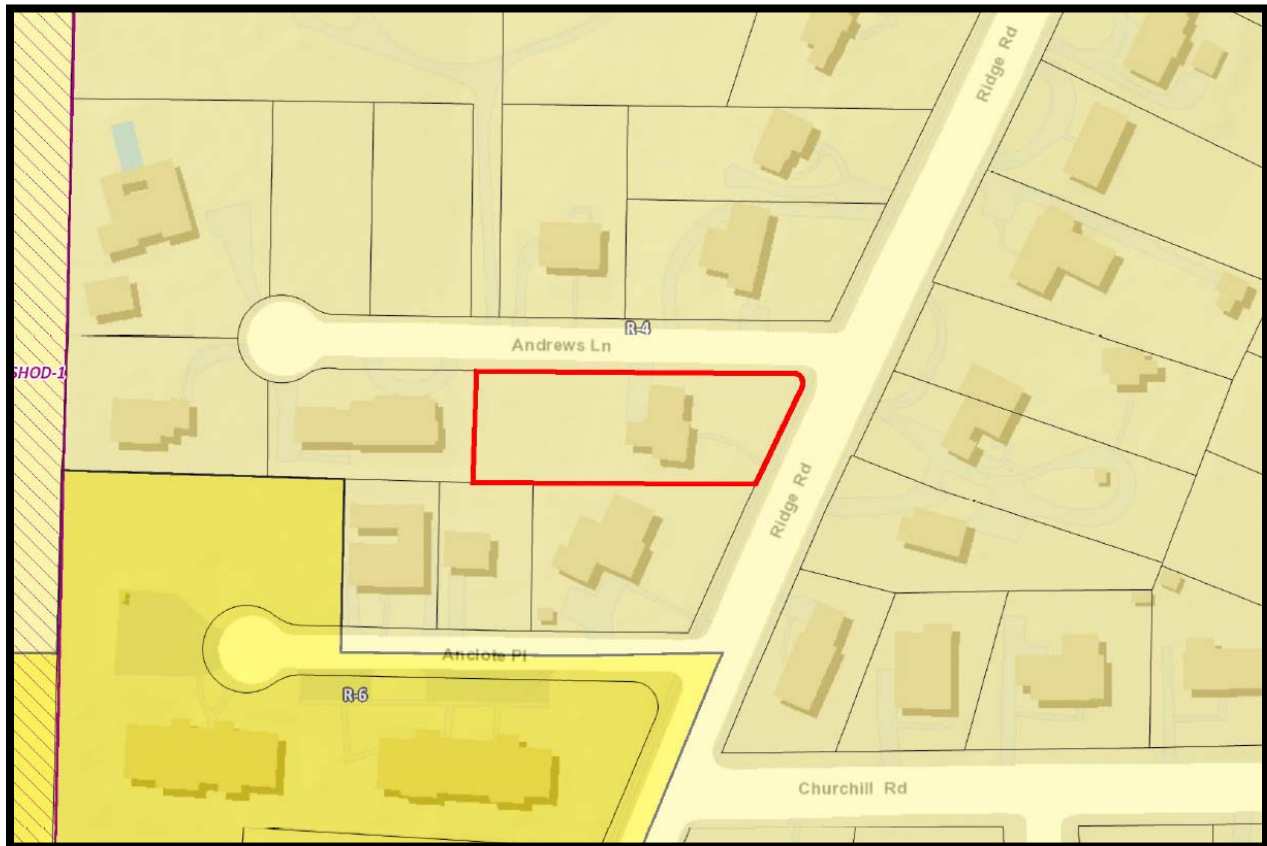 Ridge Rd
R-4
Andrews Ln
SHOD-1
Ridge Rd
Anclote Pl
R-6
Churchill Rd